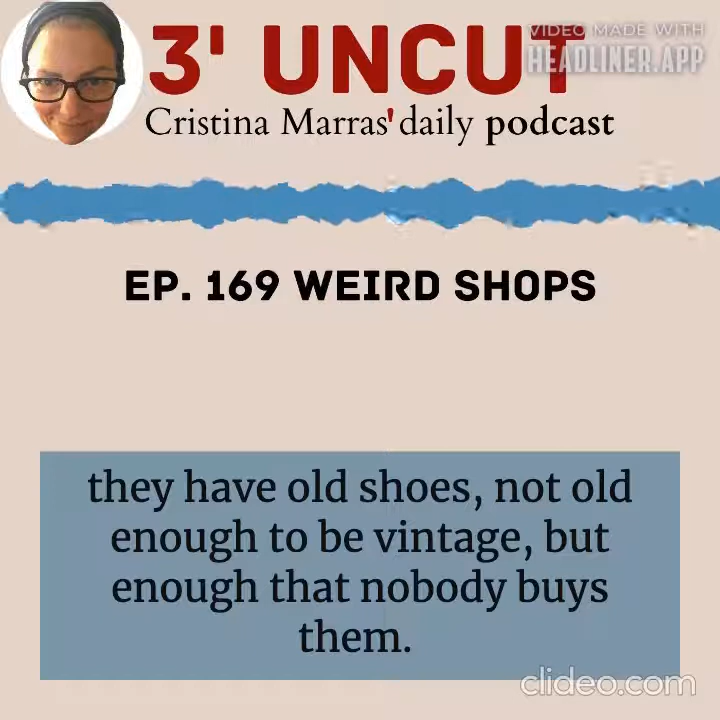 3' UNCUT
VIDEO MADE WITH
HEADLINER.APP
Cristina Marras'daily podcast
EP. 169 WEIRD SHOPS
they have old shoes, not old
enough to be vintage, but
enough that nobody buys
them.
clideo.com